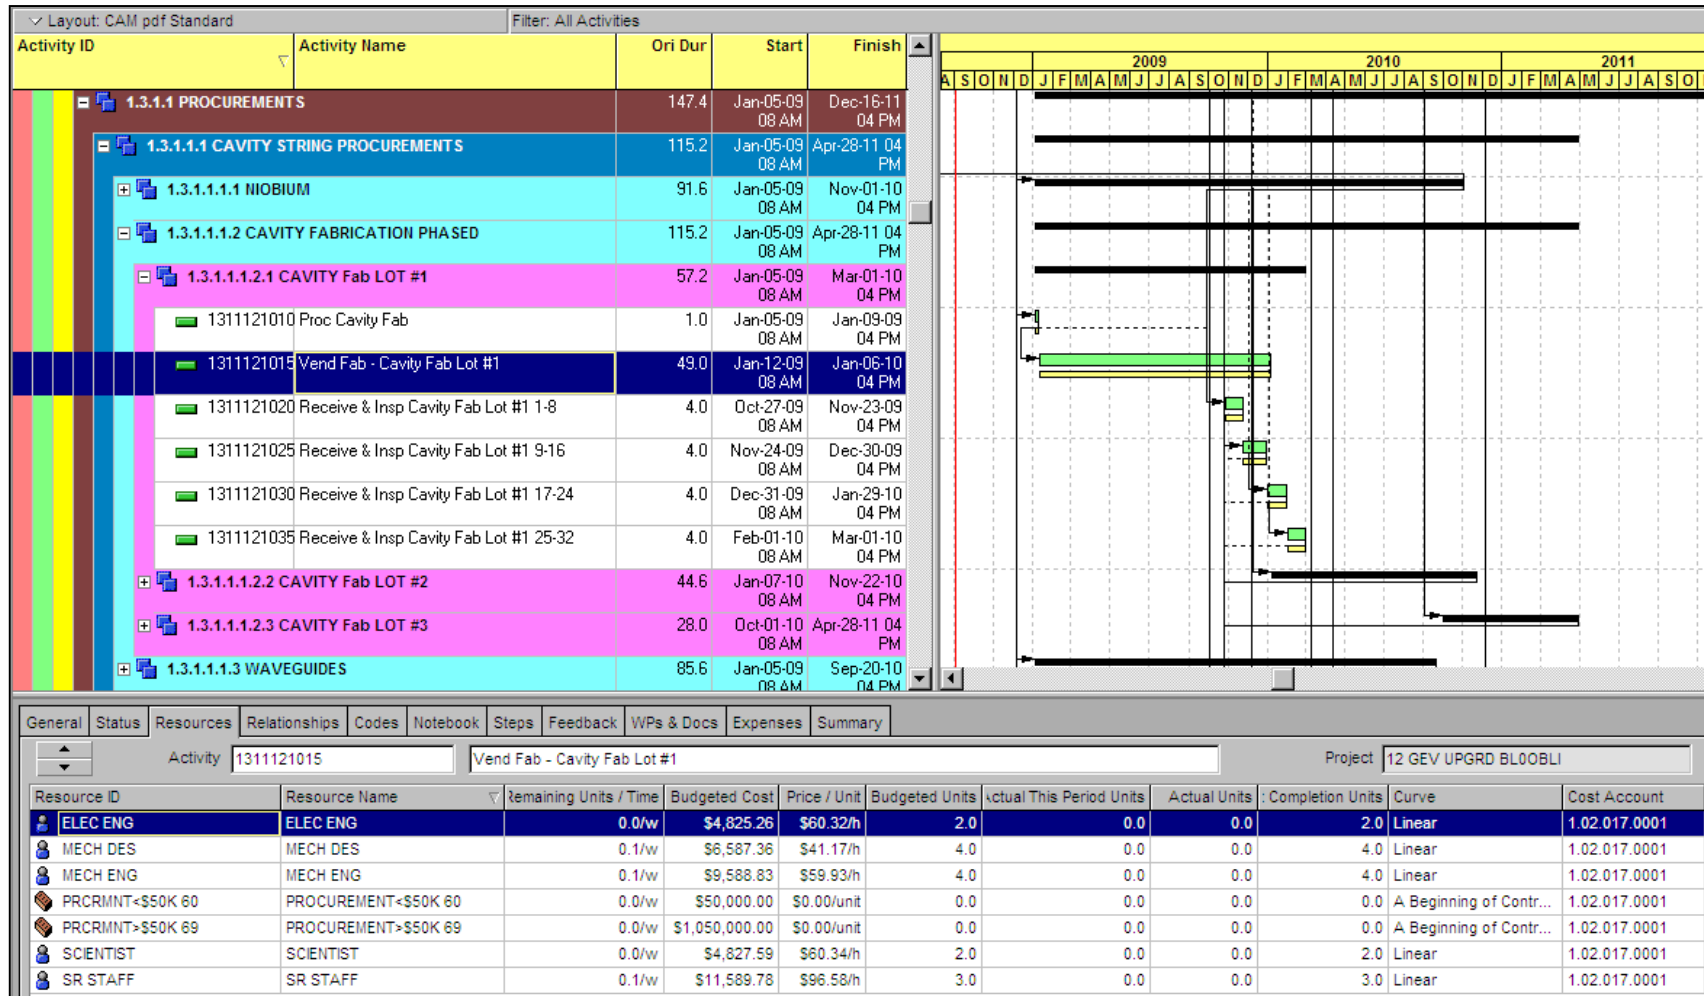 Layout: CAM pdf Standard Filter: All Activities
Activity ID Activity Name Ori Dur Start Finish
2009 2010 2011
A S O N D J F M A M J J A S O N D J F M A M J J A S O N D J F M A M J J A S O
1.3.1.1 PROCUREMENTS 147.4 Jan-05-09 Dec-16-11
08 AM 04 PM
1.3.1.1.1 CAVITY STRING PROCUREMENTS 115.2 Jan-05-09 Apr-28-11 04
08 AM PM
1.3.1.1.1.1 NIOBIUM 91.6 Jan-05-09 Nov-01-10
08 AM 04 PM
1.3.1.1.1.2 CAVITY FABRICATION PHASED 115.2 Jan-05-09 Apr-28-11 04
08 AM PM
1.3.1.1.1.2.1 CAVITY Fab LOT #1 57.2 Jan-05-09 Mar-01-10
08 AM 04 PM
1311121010 Proc Cavity Fab 1.0 Jan-05-09 Jan-09-09
08 AM 04 PM
1311121015 Vend Fab - Cavity Fab Lot #1 49.0 Jan-12-09 Jan-06-10
08 AM 04 PM
1311121020 Receive & Insp Cavity Fab Lot #1 1-8 4.0 Oct-27-09 Nov-23-09
08 AM 04 PM
1311121025 Receive & Insp Cavity Fab Lot #1 9-16 4.0 Nov-24-09 Dec-30-09
08 AM 04 PM
1311121030 Receive & Insp Cavity Fab Lot #1 17-24 4.0 Dec-31-09 Jan-29-10
08 AM 04 PM
1311121035 Receive & Insp Cavity Fab Lot #1 25-32 4.0 Feb-01-10 Mar-01-10
08 AM 04 PM
1.3.1.1.1.2.2 CAVITY Fab LOT #2 44.6 Jan-07-10 Nov-22-10
08 AM 04 PM
1.3.1.1.1.2.3 CAVITY Fab LOT #3 28.0 Oct-01-10 Apr-28-11 04
08 AM PM
1.3.1.1.1.3 WAVEGUIDES 85.6 Jan-05-09 Sep-20-10
08 AM 04 PM
General Status Resources Relationships Codes Notebook Steps Feedback WPs & Docs Expenses Summary
Activity 1311121015 Vend Fab - Cavity Fab Lot #1 Project 12 GEV UPGRD BL0OBLI
Resource ID Resource Name Remaining Units / Time Budgeted Cost Price / Unit Budgeted Units Actual This Period Units Actual Units : Completion Units Curve Cost Account
ELEC ENG ELEC ENG 0.0/w $4,825.26 $60.32/h 2.0 0.0 0.0 2.0 Linear 1.02.017.0001
MECH DES MECH DES 0.1/w $6,587.36 $41.17/h 4.0 0.0 0.0 4.0 Linear 1.02.017.0001
MECH ENG MECH ENG 0.1/w $9,588.83 $59.93/h 4.0 0.0 0.0 4.0 Linear 1.02.017.0001
PRCRMNT<$50K 60 PROCUREMENT<$50K 60 0.0/w $50,000.00 $0.00/unit 0.0 0.0 0.0 A Beginning of Contr... 1.02.017.0001
PRCRMNT>$50K 69 PROCUREMENT>$50K 69 0.0/w $1,050,000.00 $0.00/unit 0.0 0.0 0.0 A Beginning of Contr... 1.02.017.0001
SCIENTIST SCIENTIST 0.0/w $4,827.59 $60.34/h 2.0 0.0 0.0 2.0 Linear 1.02.017.0001
SR STAFF SR STAFF 0.1/w $11,589.78 $96.58/h 3.0 0.0 0.0 3.0 Linear 1.02.017.0001